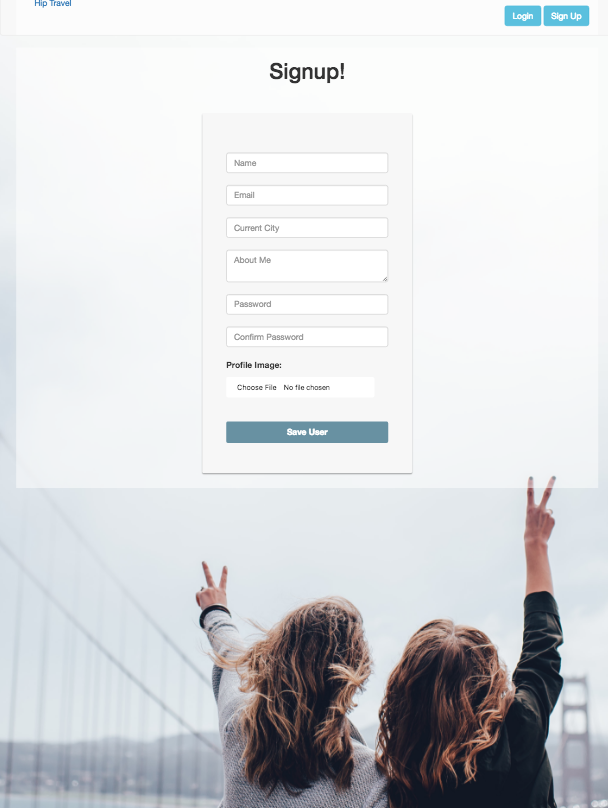 Hip Travel
Login Sign Up
Signup!
Name
Email
Current City
About Me
Password
Confirm Password
Profile Image:
Choose File No file chosen
Save User